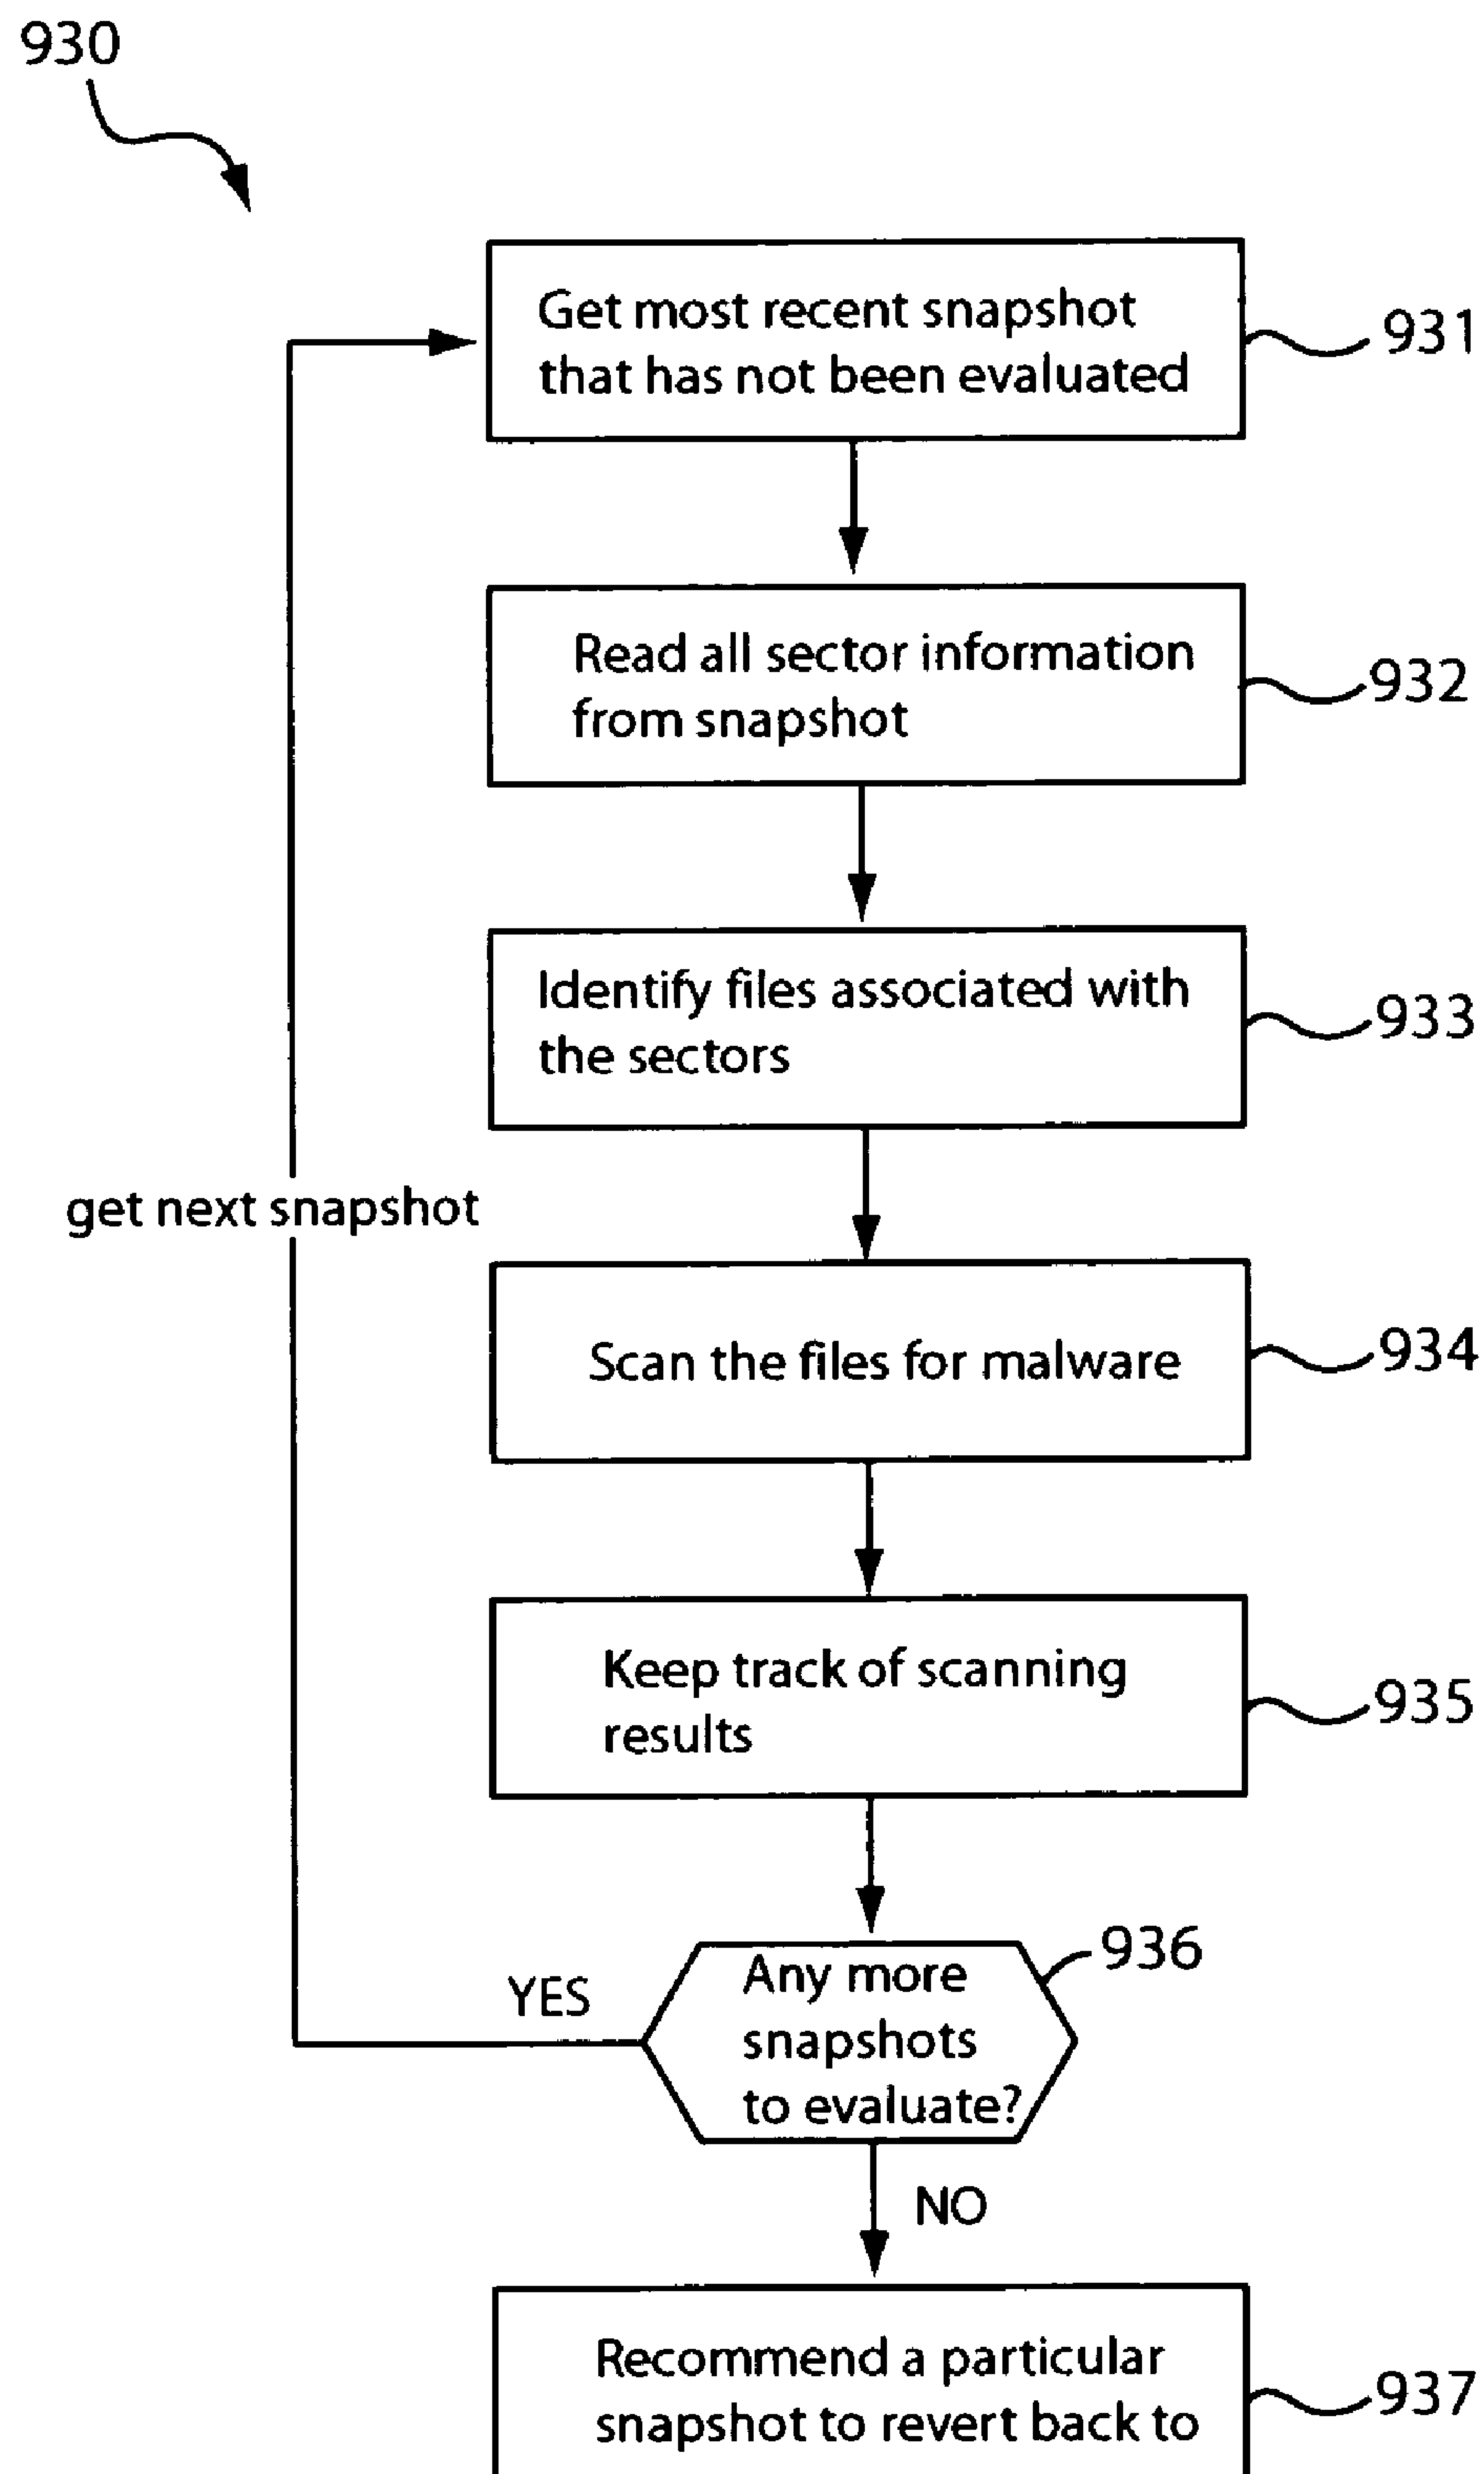 930
Get most recent snapshot
that has not been evaluated
931
Read all sector information
from snapshot
932
Identify files associated with
the sectors
933
get next snapshot
Scan the files for malware
934
Keep track of scanning
results
935
Any more
snapshots
to evaluate?
936
YES
NO
Recommend a particular
snapshot to revert back to
937